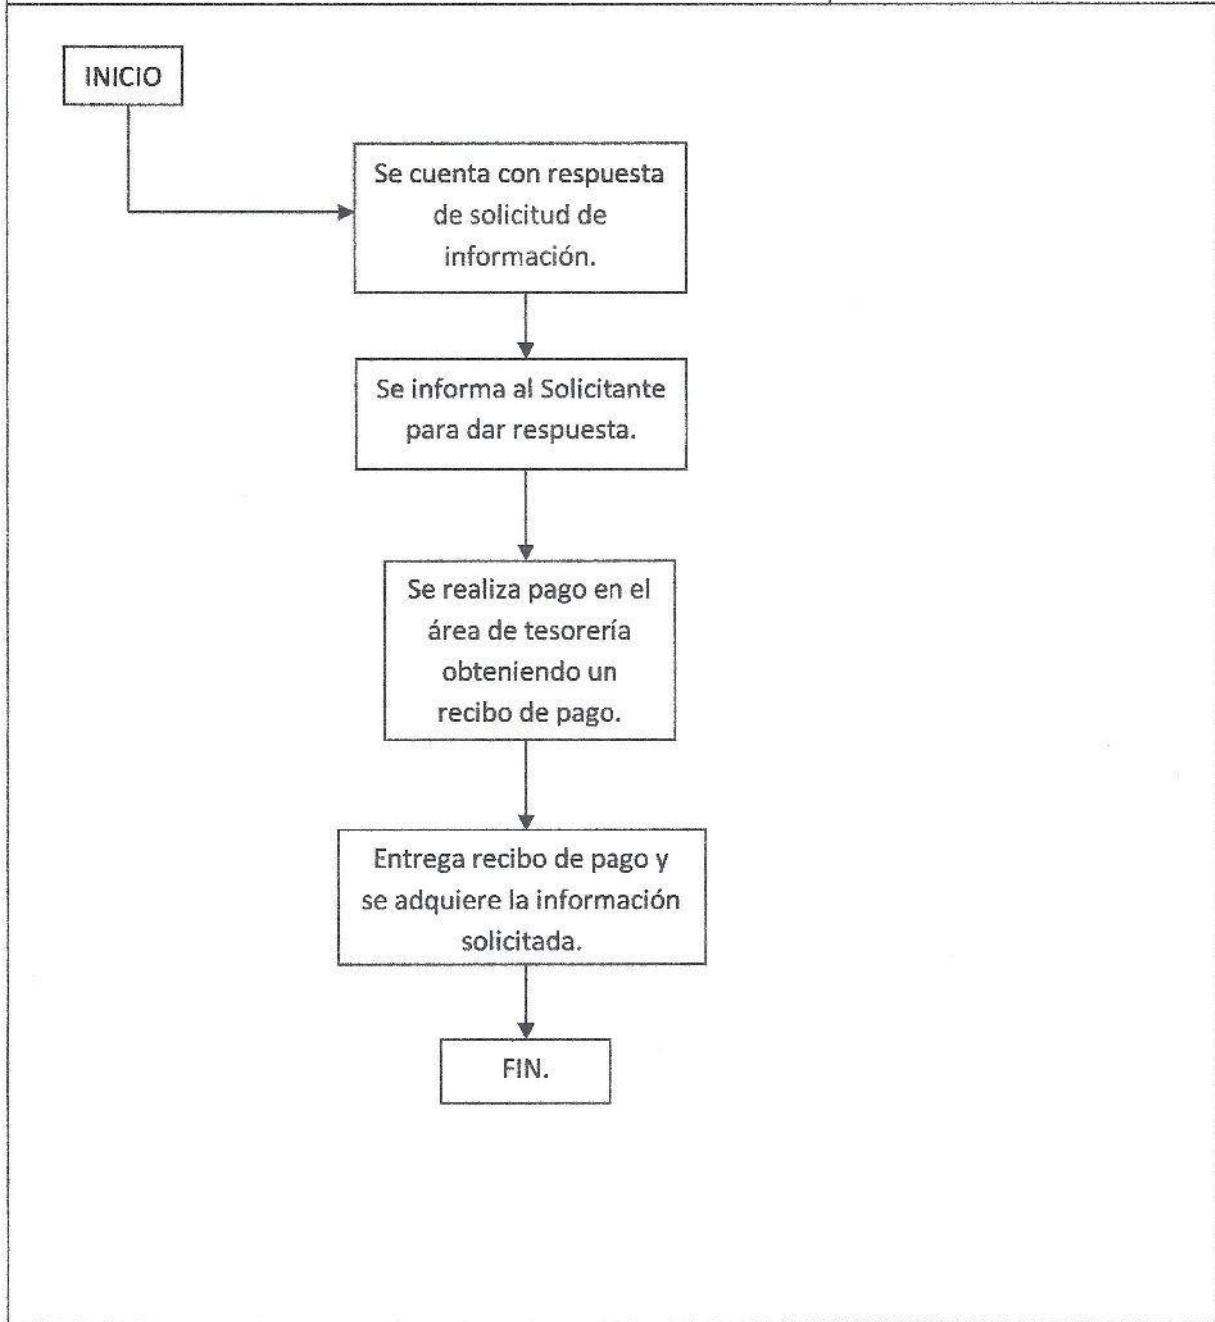 INICIO
Se cuenta con respuesta
de solicitud de
información.
Se informa al Solicitante
para dar respuesta.
Se realiza pago en el
área de tesorería
obteniendo un
recibo de pago.
Entrega recibo de pago y
se adquiere la información
solicitada.
FIN.